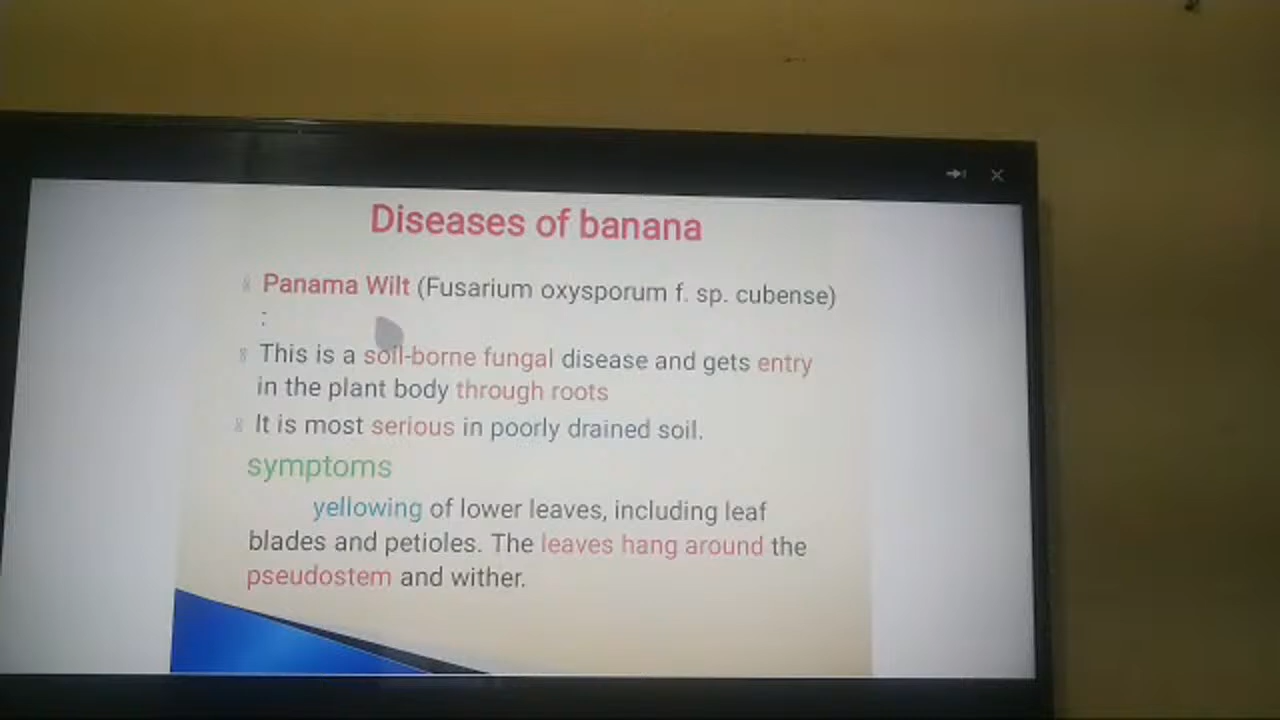 Diseases of banana
Panama Wilt (Fusarium oxysporum f. sp. cubense)
:
This is a soil-borne fungal disease and gets entry
in the plant body through roots
It is most serious in poorly drained soil.
symptoms
yellowing of lower leaves, including leaf
blades and petioles. The leaves hang around the
pseudostem and wither.